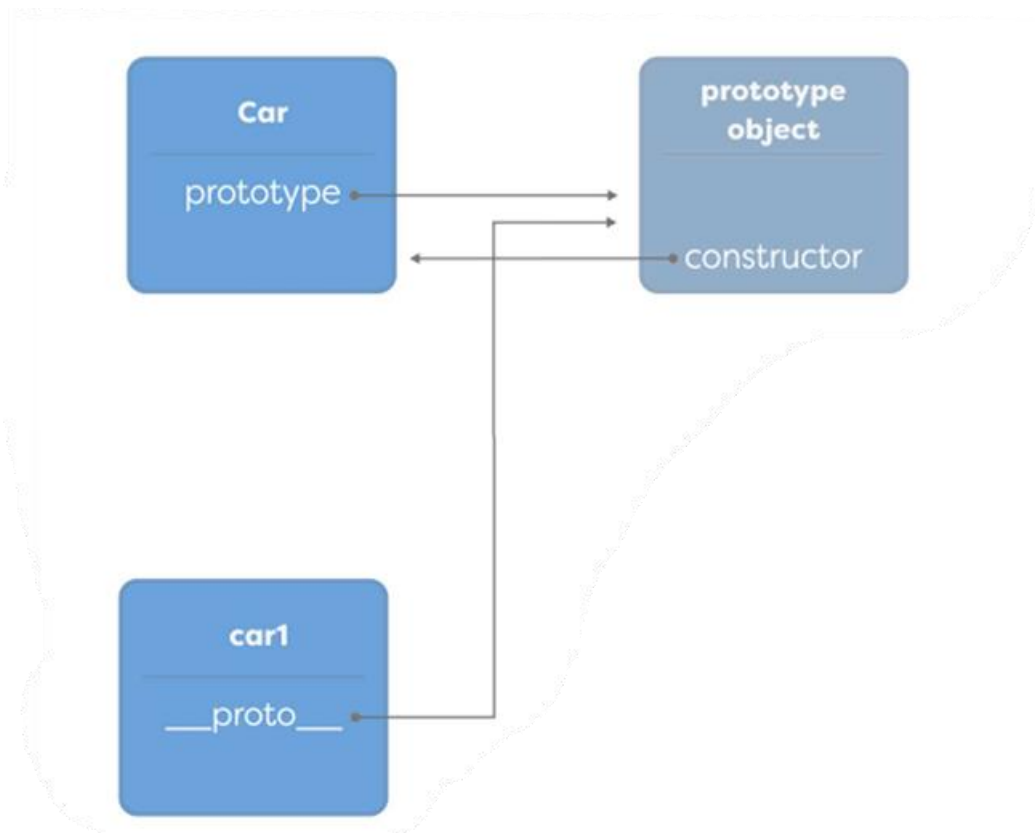 Car
prototype
prototype
object
constructor
car1
__proto__